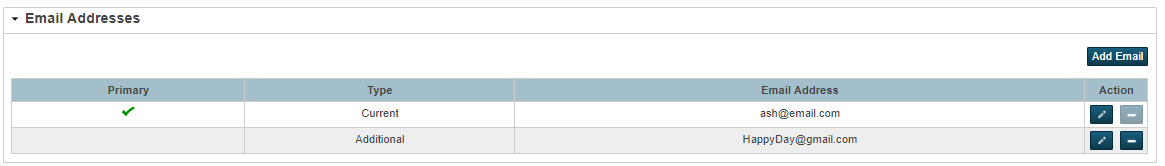 Email Addresses
Add Email
Primary Type Email Address Action
Current ash@email.com
Additional HappyDay@gmail.com